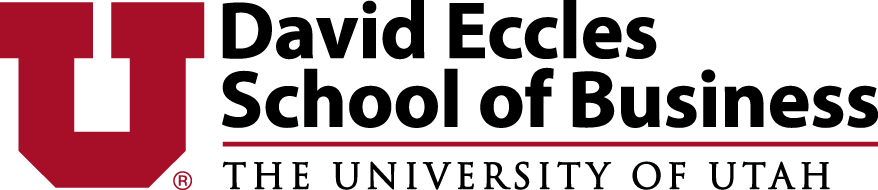 U®
David Eccles
School of Business
THE UNIVERSITY OF UTAH